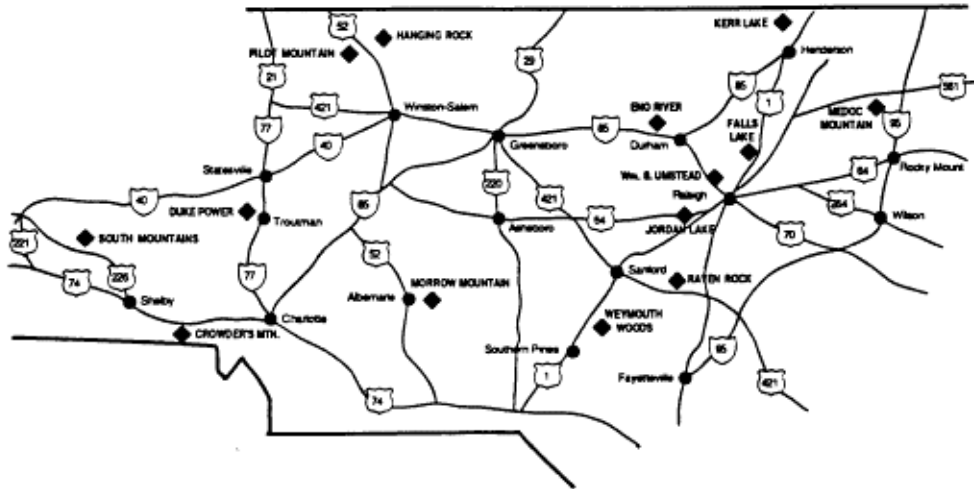 52
HANGING ROCK
PILOT MOUNTAIN
21
29
KERR LAKE
Henderson
85
1
561
421
Winston-Salem
ENO RIVER
FALLS
LAKE
MEDOC
MOUNTAIN
95
77
40
Greensboro
85
Durham
Statesville
Wm. B. UMSTEAD
Raleigh
64
Rocky Mount
40
DUKE POWER
Troutman
85
220
421
Asheboro
64
JORDAN LAKE
264
Wilson
70
221
SOUTH MOUNTAINS
74
226
77
52
Sanford
RAVEN ROCK
Shelby
Albemarle
MORROW MOUNTAIN
Charlotte
CROWDER'S MTN.
WEYMOUTH
WOODS
Southern Pines
95
1
Fayetteville
421
74